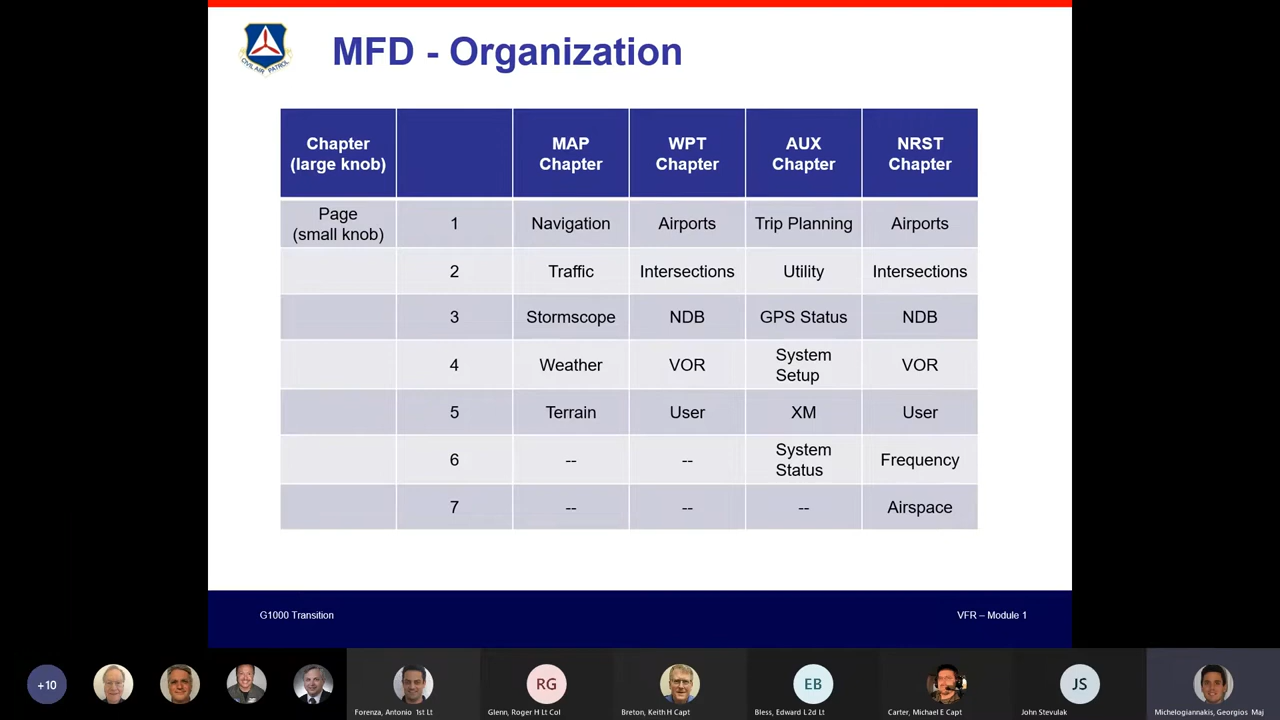 MFD - Organization
CIVIL AIR PATROL
Chapter
(large knob)
MAP
Chapter
WPT
Chapter
AUX
Chapter
NRST
Chapter
Page
(small knob)
1
Navigation
Airports
Trip Planning
Airports
2
Traffic
Intersections
Utility
Intersections
3
Stormscope
NDB
GPS Status
NDB
4
Weather
VOR
System
Setup
VOR
5
Terrain
User
XM
User
6
--
--
System
Status
Frequency
7
--
--
--
Airspace
G1000 Transition
VFR – Module 1
+10
RG
EB
JS
Forenza, Antonio 1st Lt
Glenn, Roger H Lt Col
Breton, Keith H Capt
Bless, Edward L 2d Lt
Carter, Michael E Capt
John Stevulak
Michelogiannakis, Georgios Maj